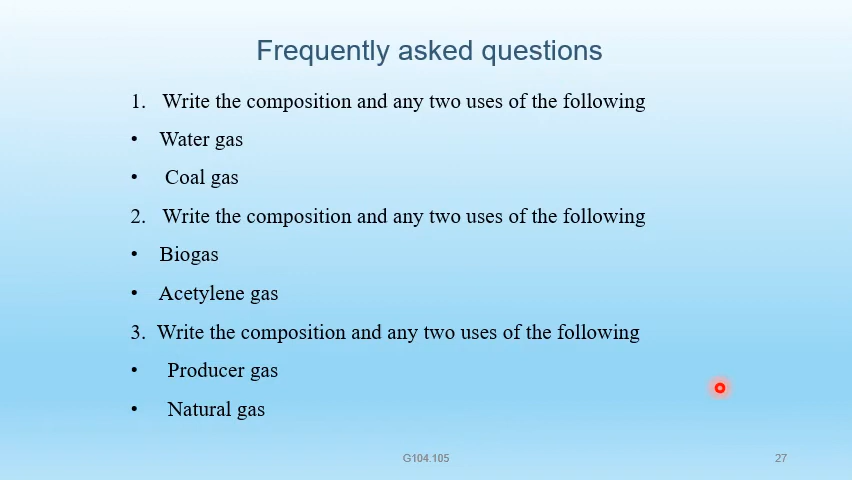 Frequently asked questions
1. Write the composition and any two uses of the following
• Water gas
• Coal gas
2. Write the composition and any two uses of the following
• Biogas
• Acetylene gas
3. Write the composition and any two uses of the following
• Producer gas
• Natural gas
G104.105
27